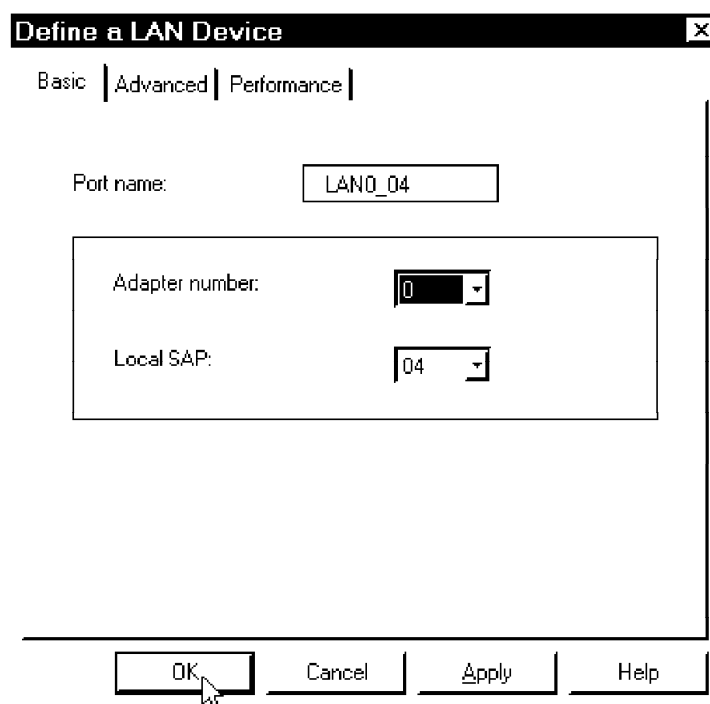 Define a LAN Device
Basic Advanced Performance
Port name: LAN0_04
Adapter number: 0
Local SAP: 04
OK Cancel Apply Help